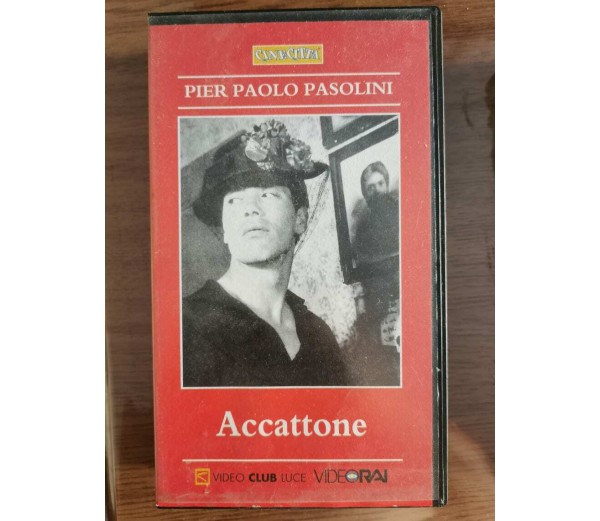 CINECITTÀ
PIER PAOLO PASOLINI
Accattone
VIDEO CLUB LUCE VIDEORAI